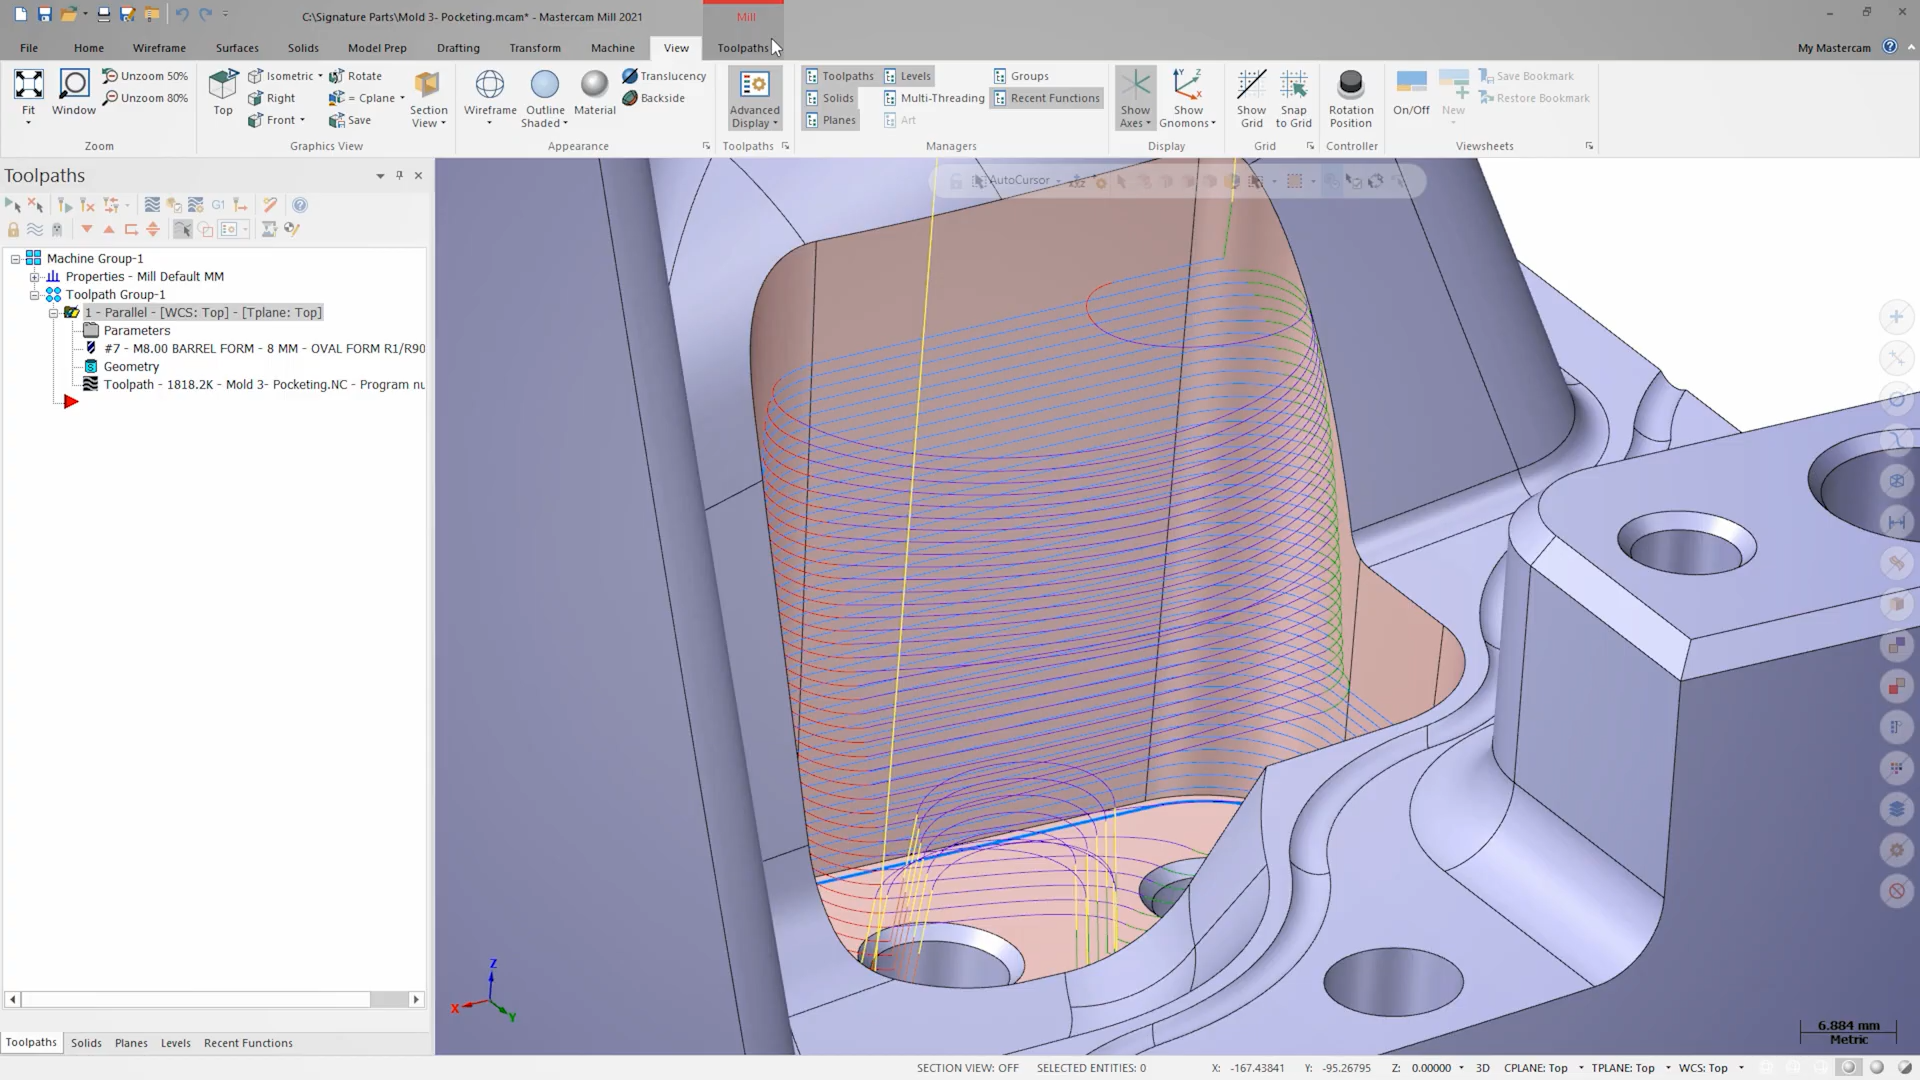 C:\Signature Parts\Mold 3- Pocketing.mcam* - Mastercam Mill 2021
Mill
File Home Wireframe Surfaces Solids Model Prep Drafting Transform Machine View Toolpaths My Mastercam
Fit
Window
Unzoom 50%
Unzoom 80%
Zoom
Top
Isometric
Right
Front
Rotate
= Cplane
Save
Section View
Graphics View
Wireframe
Outline Shaded
Material
Translucency
Backside
Appearance
Advanced Display
Toolpaths
Toolpaths
Solids
Planes
Levels
Multi-Threading
Art
Groups
Recent Functions
Managers
Show Axes
Show Gnomons
Display
Show Grid
Snap to Grid
Grid
Rotation Position
Controller
On/Off
New
Save Bookmark
Restore Bookmark
Viewsheets
Toolpaths
G1
AutoCursor
Machine Group-1
Properties - Mill Default MM
Toolpath Group-1
1 - Parallel - [WCS: Top] - [Tplane: Top]
Parameters
#7 - M8.00 BARREL FORM - 8 MM - OVAL FORM R1/R90
Geometry
Toolpath - 1818.2K - Mold 3- Pocketing.NC - Program nu
Z
X
Y
6.884 mm
Metric
Toolpaths Solids Planes Levels Recent Functions
SECTION VIEW: OFF SELECTED ENTITIES: 0 X: -167.43841 Y: -95.26795 Z: 0.00000 3D CPLANE: Top TPLANE: Top WCS: Top